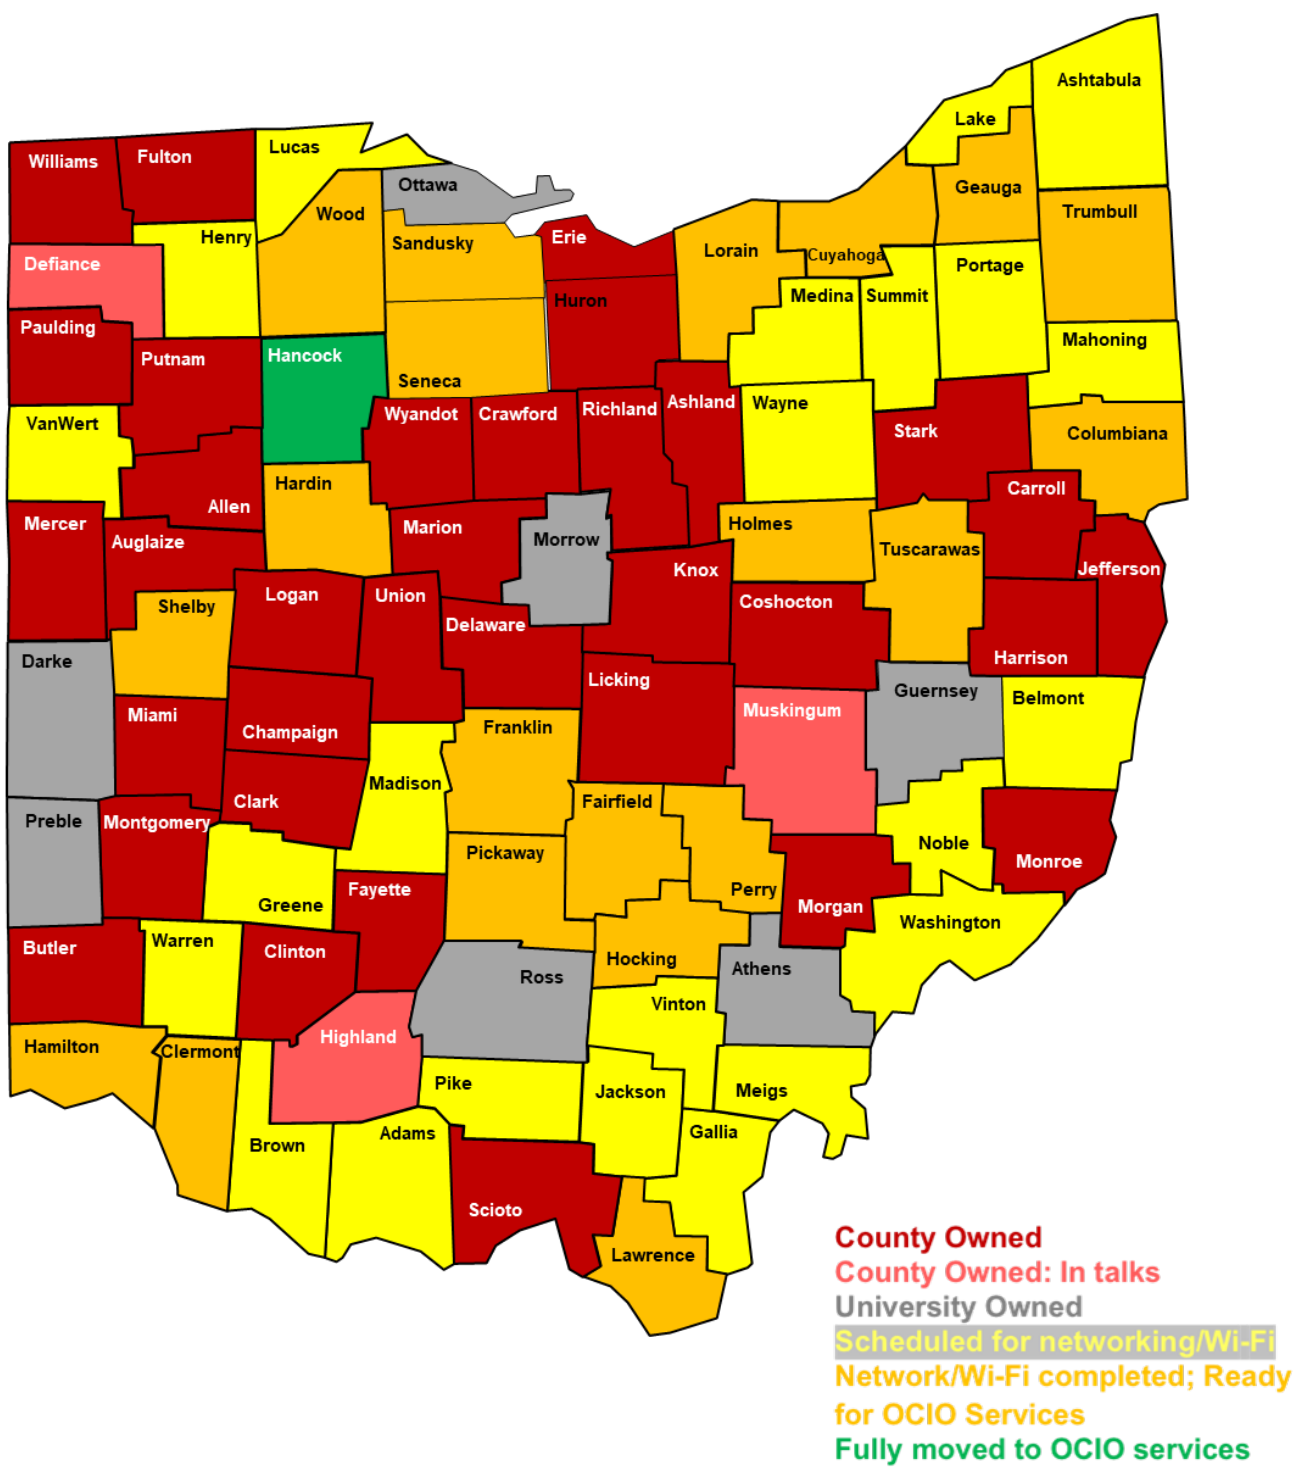 Ashtabula
Lake
Lucas
Fulton
Williams
Ottawa
Geauga
Wood
Trumbull
Henry
Erie
Sandusky
Lorain
Cuyahoga
Defiance
Portage
Medina
Summit
Huron
Paulding
Mahoning
Hancock
Putnam
Seneca
Ashland
Wayne
Richland
Wyandot
Crawford
VanWert
Stark
Columbiana
Hardin
Carroll
Allen
Mercer
Holmes
Marion
Morrow
Auglaize
Tuscarawas
Jefferson
Knox
Logan
Union
Coshocton
Shelby
Delaware
Harrison
Darke
Licking
Guernsey
Belmont
Muskingum
Miami
Franklin
Champaign
Madison
Clark
Fairfield
Preble
Montgomery
Noble
Pickaway
Monroe
Fayette
Perry
Greene
Morgan
Washington
Warren
Butler
Clinton
Hocking
Athens
Ross
Vinton
Highland
Hamilton
Clermont
Pike
Jackson
Meigs
Adams
Gallia
Brown
Scioto
Lawrence
County Owned
County Owned: In talks
University Owned
Scheduled for networking/Wi-Fi
Network/Wi-Fi completed; Ready
for OCIO Services
Fully moved to OCIO services